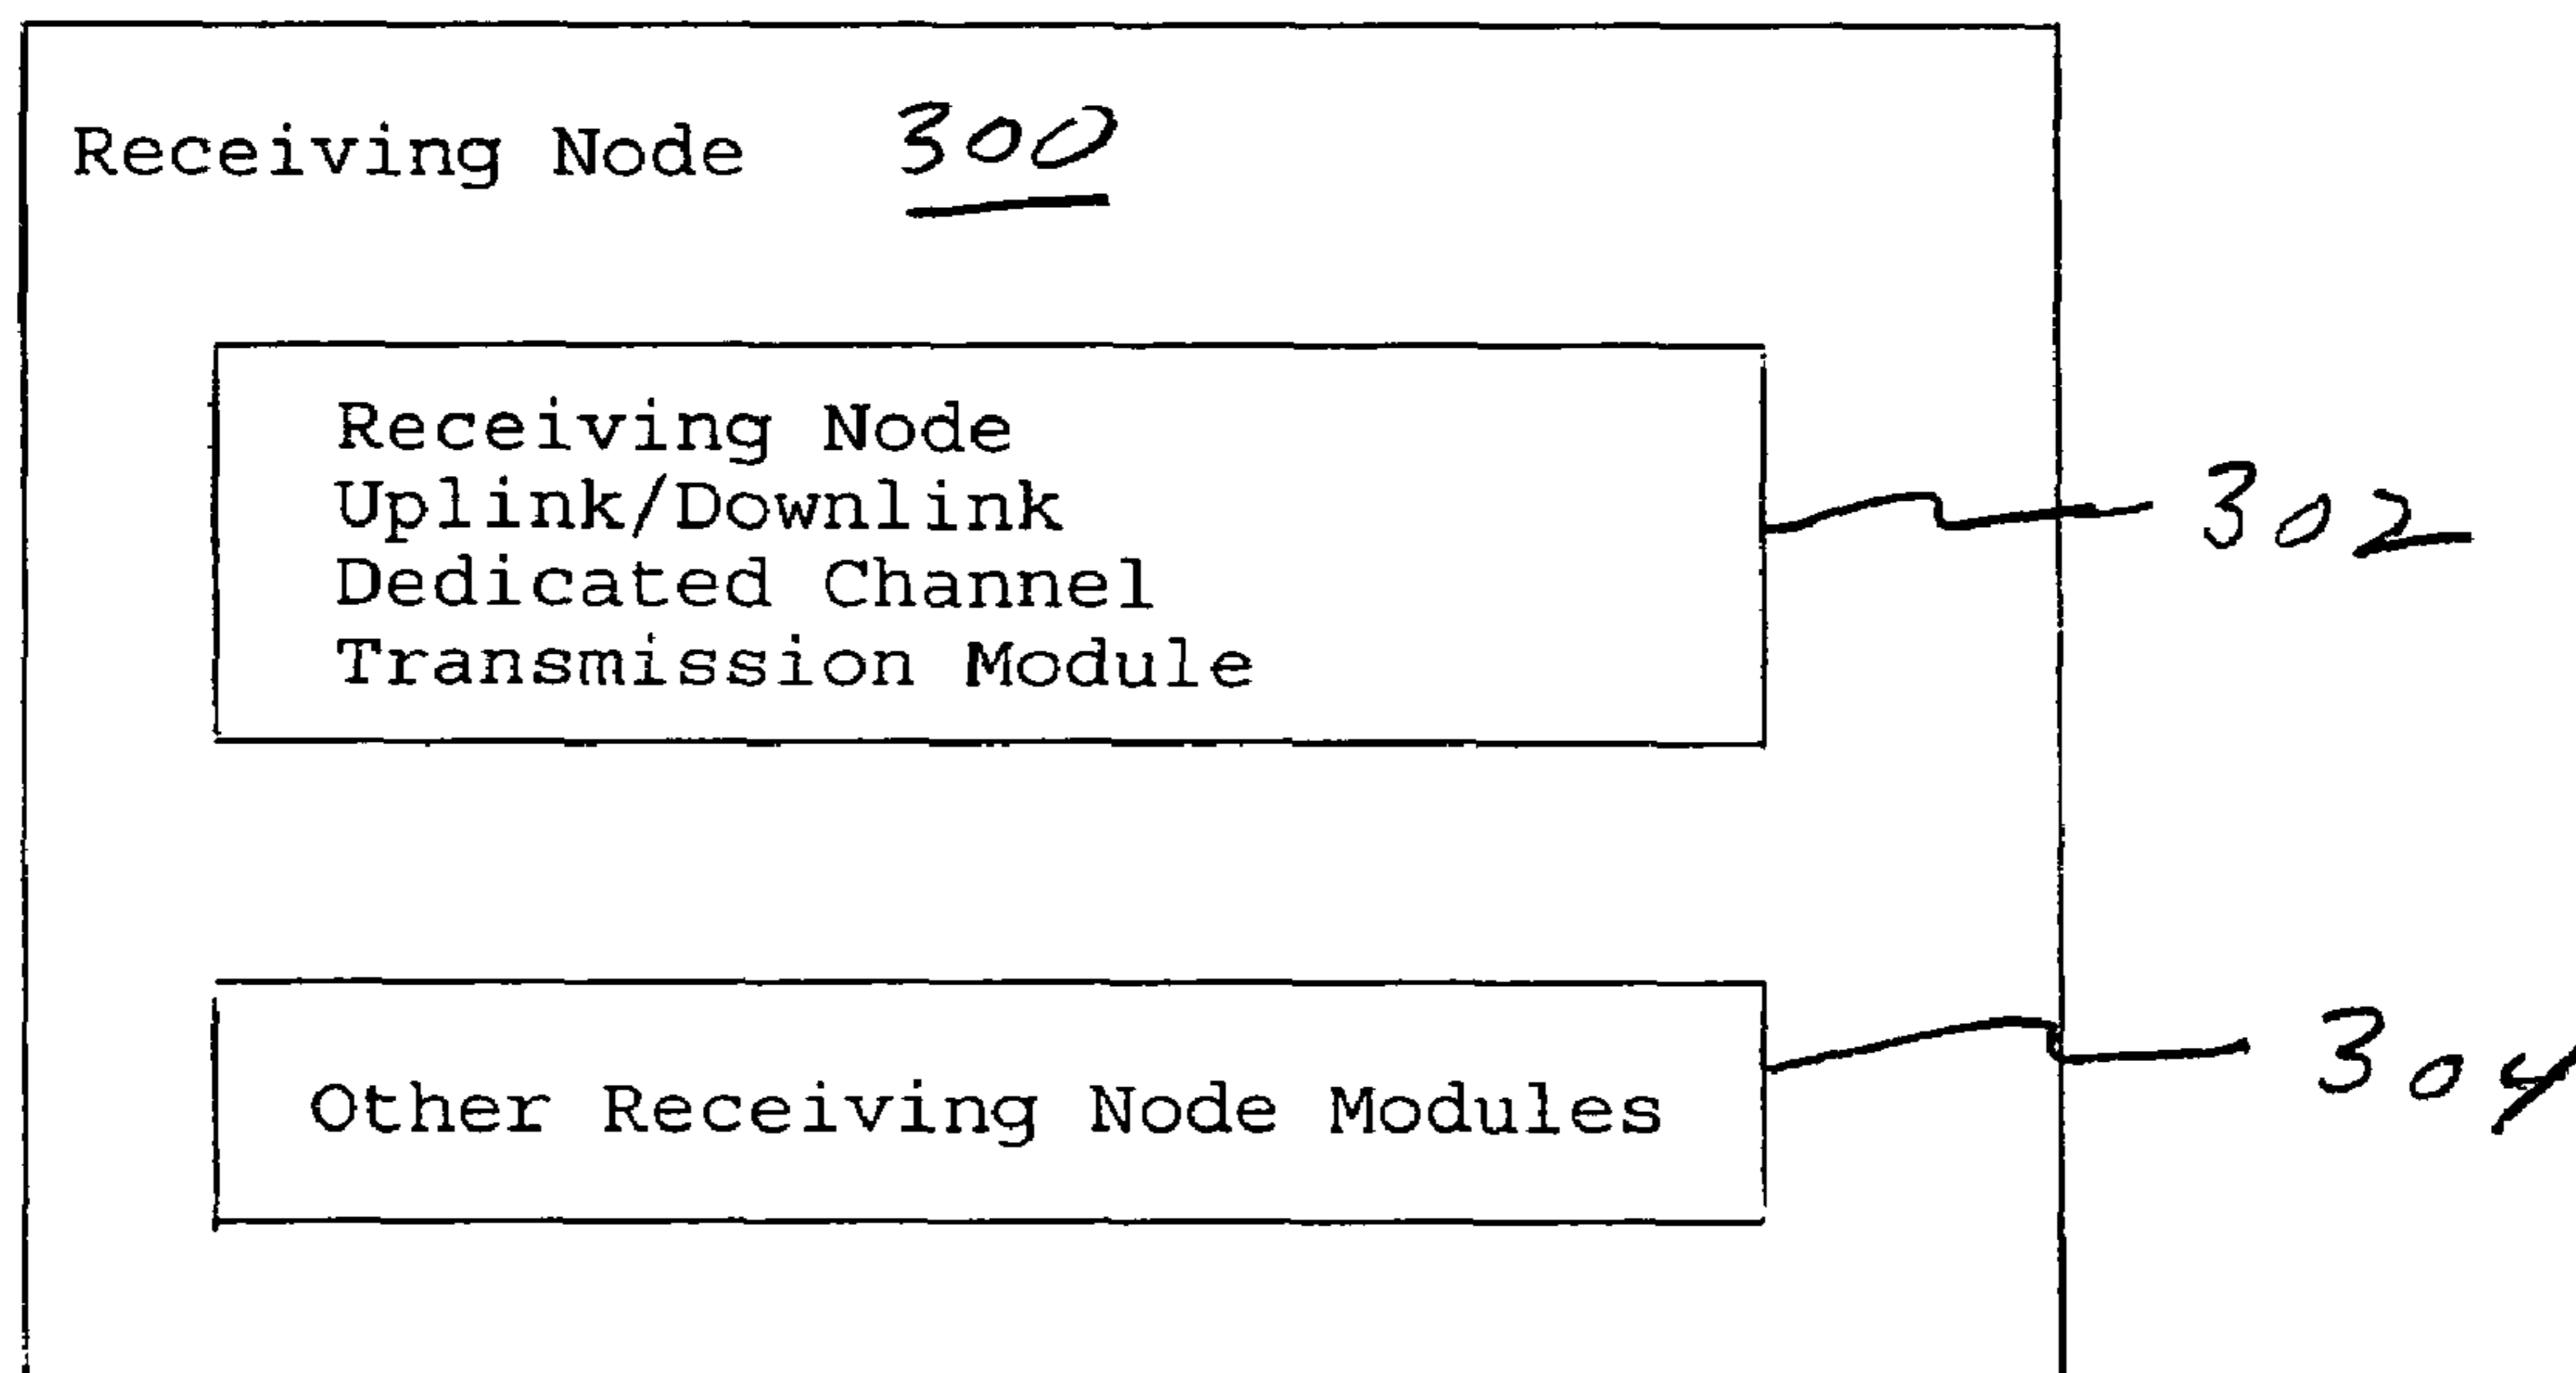 Receiving Node 300
Receiving Node
Uplink/Downlink
Dedicated Channel
Transmission Module
302
Other Receiving Node Modules
304